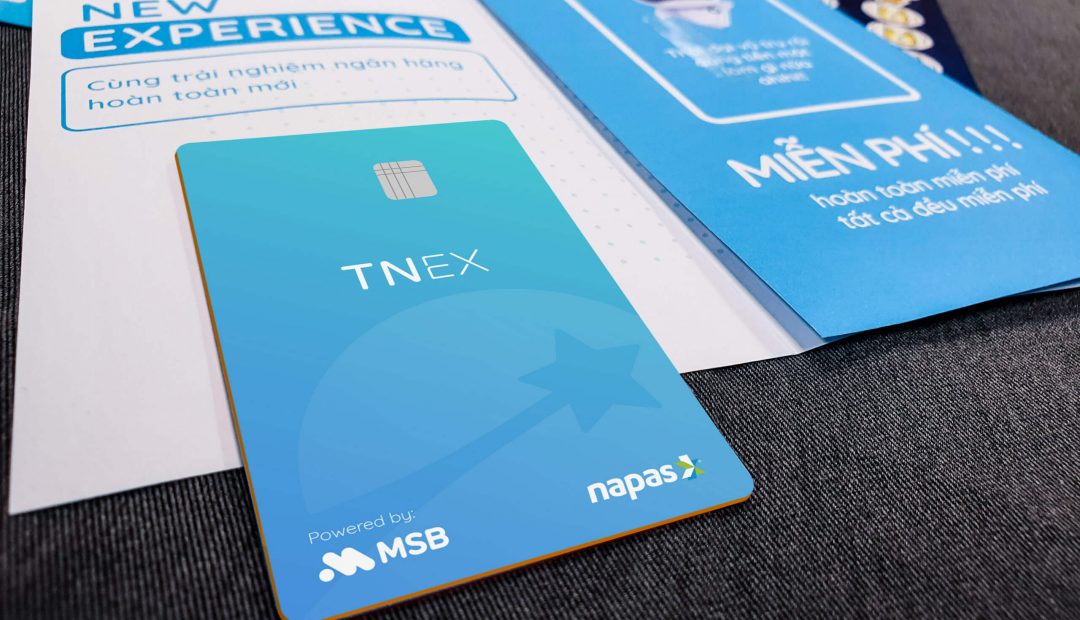 NEW
EXPERIENCE
Cùng trải nghiệm ngân hàng
hoàn toàn mới
MIỄN PHÍ ! ! ! !
hoàn toàn miễn phí
tất cả đều miễn phí
TNEX
napas
Powered by:
MSB